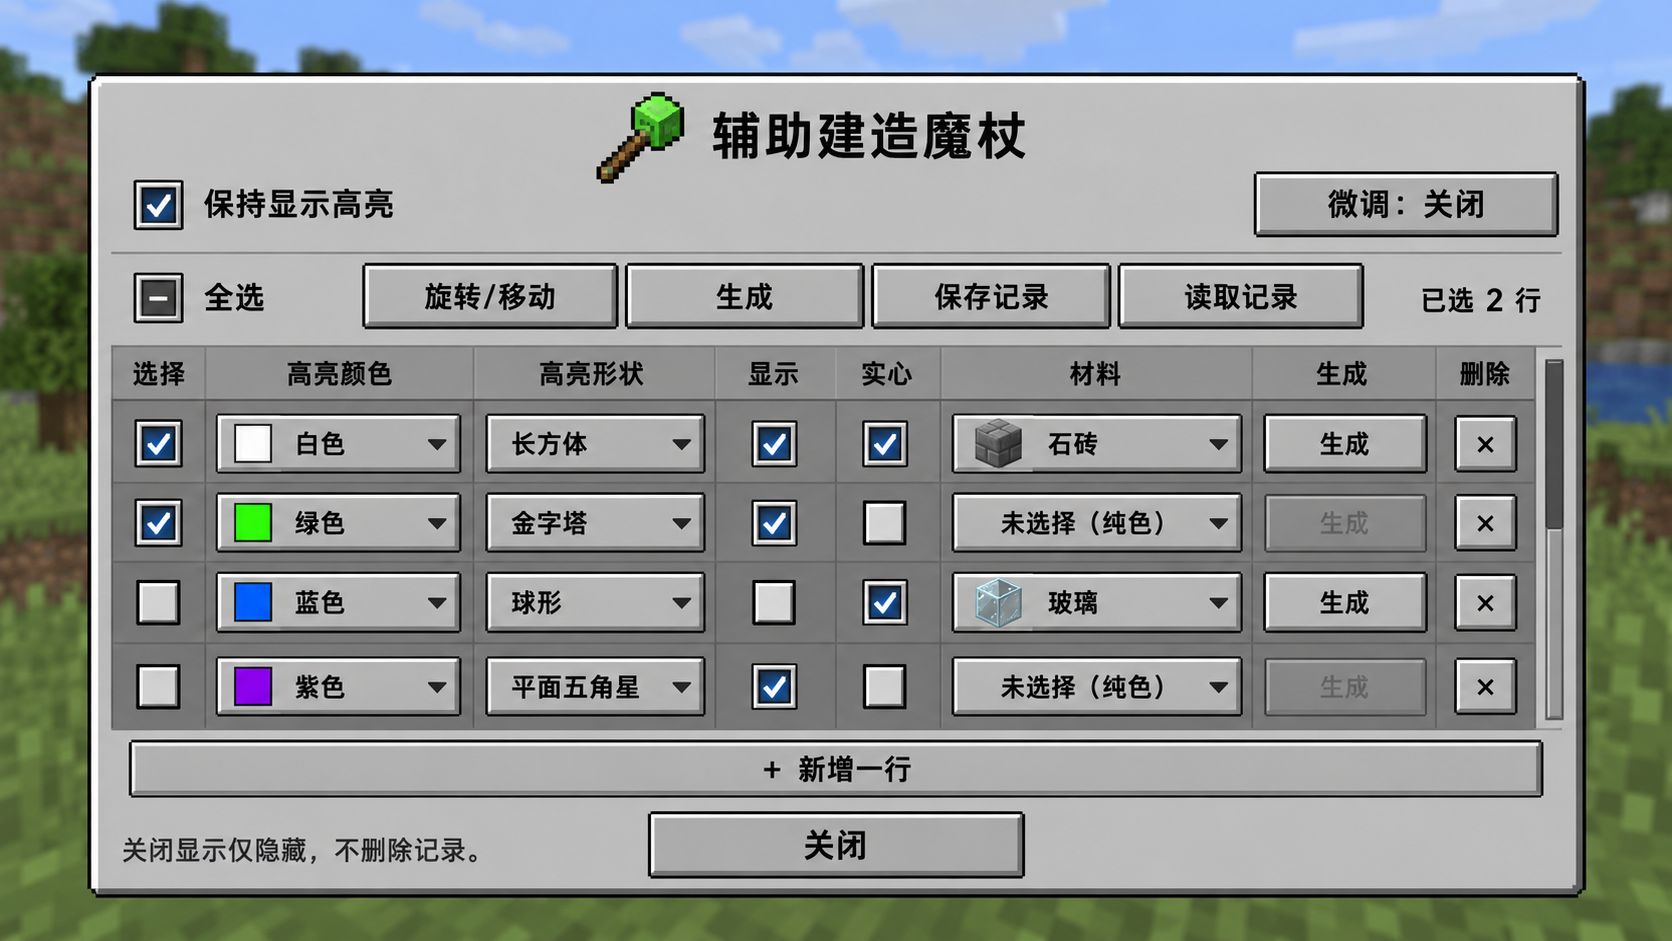 辅助建造魔杖
保持显示高亮
微调：关闭
全选 旋转/移动 生成 保存记录 读取记录 已选 2 行
选择 高亮颜色 高亮形状 显示 实心 材料 生成 删除
白色 长方体 石砖 生成 ×
绿色 金字塔 未选择（纯色） 生成 ×
蓝色 球形 玻璃 生成 ×
紫色 平面五角星 未选择（纯色） 生成 ×
+ 新增一行
关闭显示仅隐藏，不删除记录。
关闭